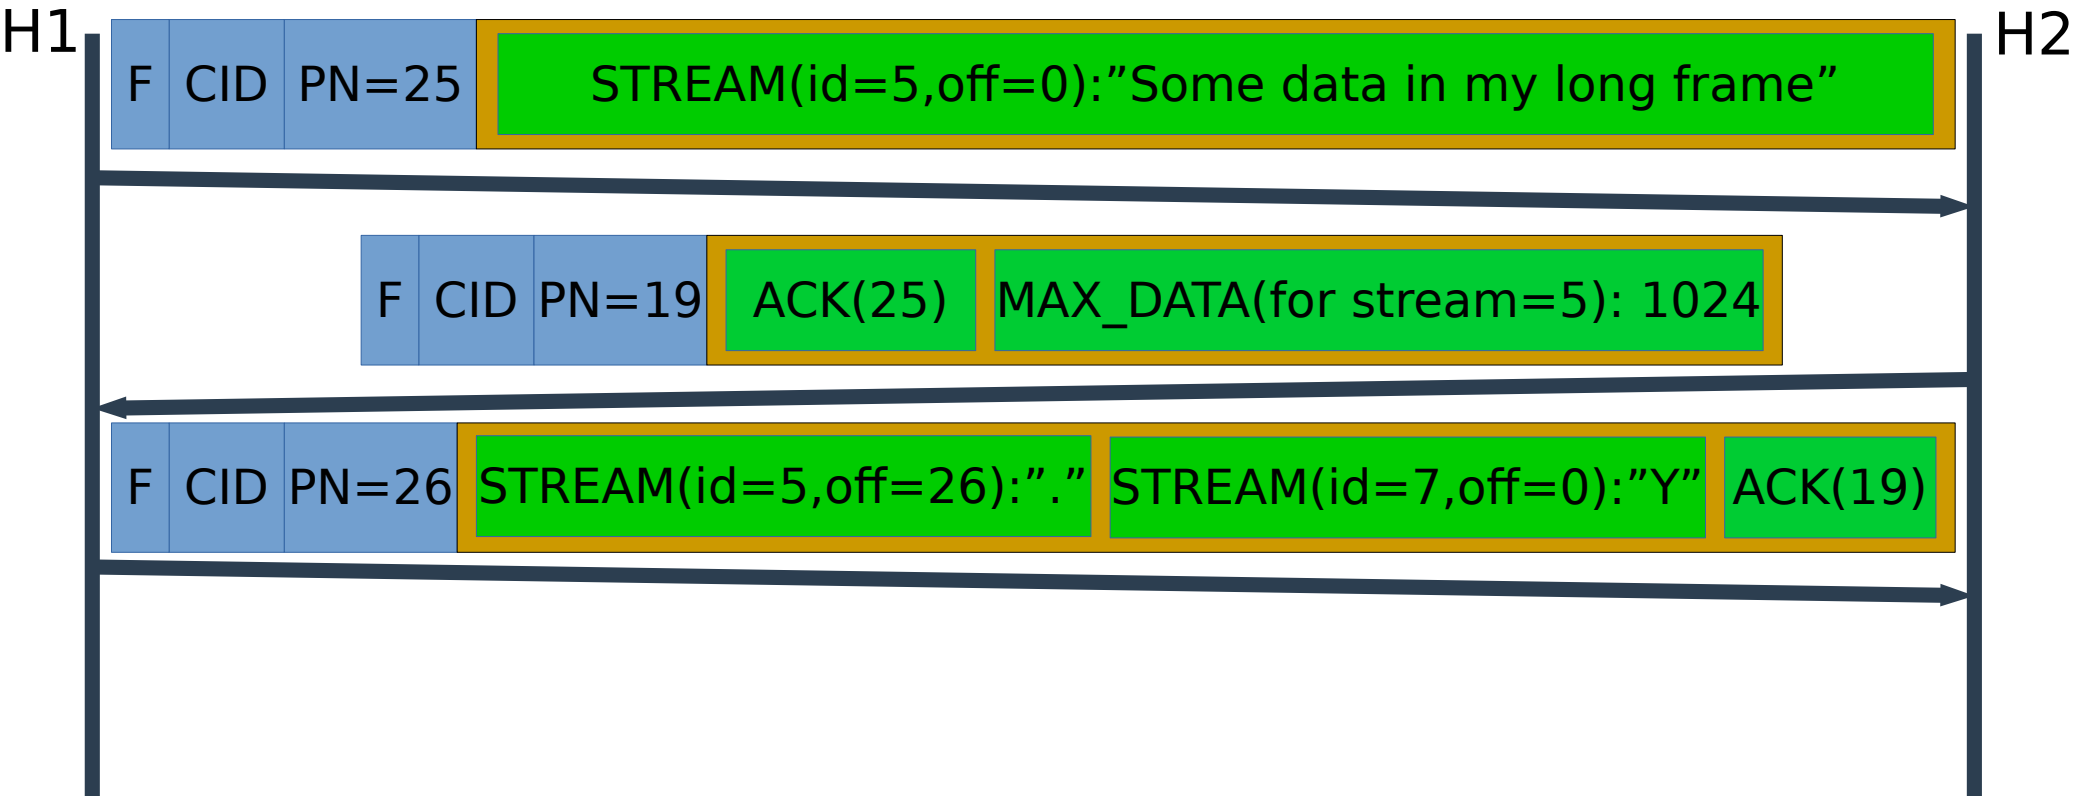 H1
H2
F CID PN=25 STREAM(id=5,off=0):”Some data in my long frame”
F CID PN=19 ACK(25) MAX_DATA(for stream=5): 1024
F CID PN=26 STREAM(id=5,off=26):”.” STREAM(id=7,off=0):”Y” ACK(19)